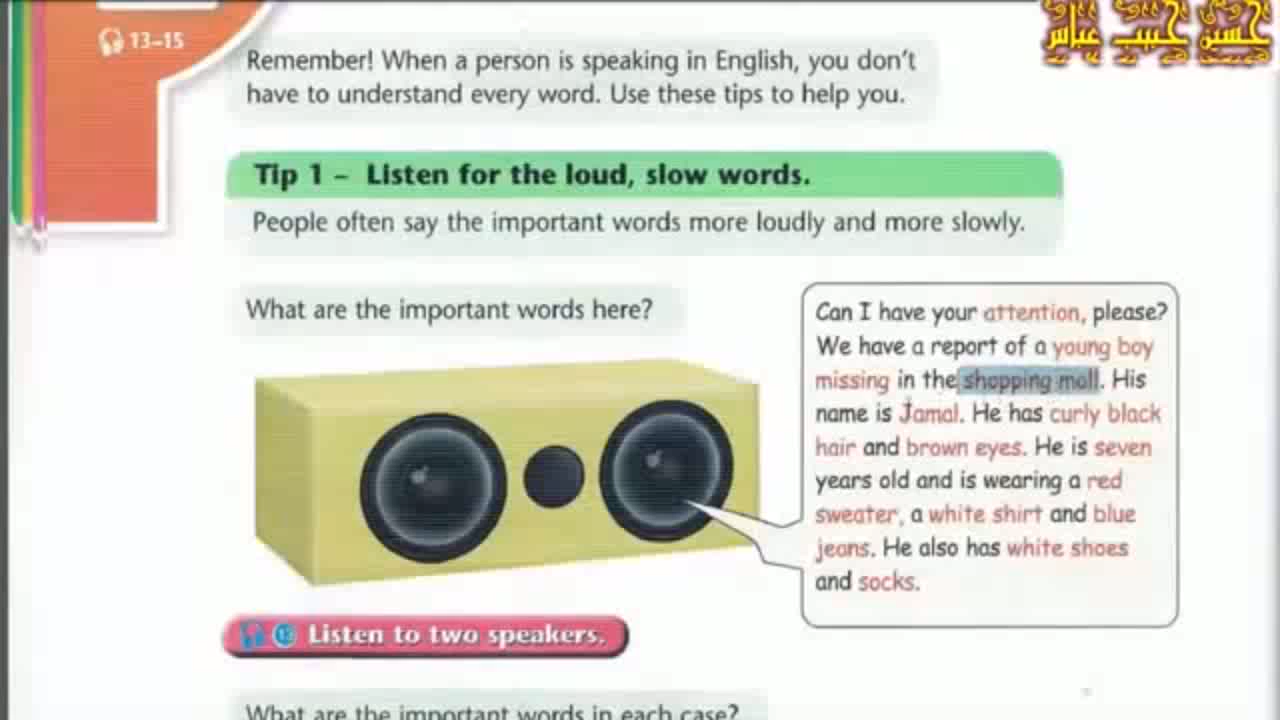 13–15
حسين حبيب عباس
Remember! When a person is speaking in English, you don't
have to understand every word. Use these tips to help you.
Tip 1 – Listen for the loud, slow words.
People often say the important words more loudly and more slowly.
What are the important words here?
Can I have your attention, please?
We have a report of a young boy
missing in the shopping mall. His
name is Jamal. He has curly black
hair and brown eyes. He is seven
years old and is wearing a red
sweater, a white shirt and blue
jeans. He also has white shoes
and socks.
Listen to two speakers.
What are the important words in each case?